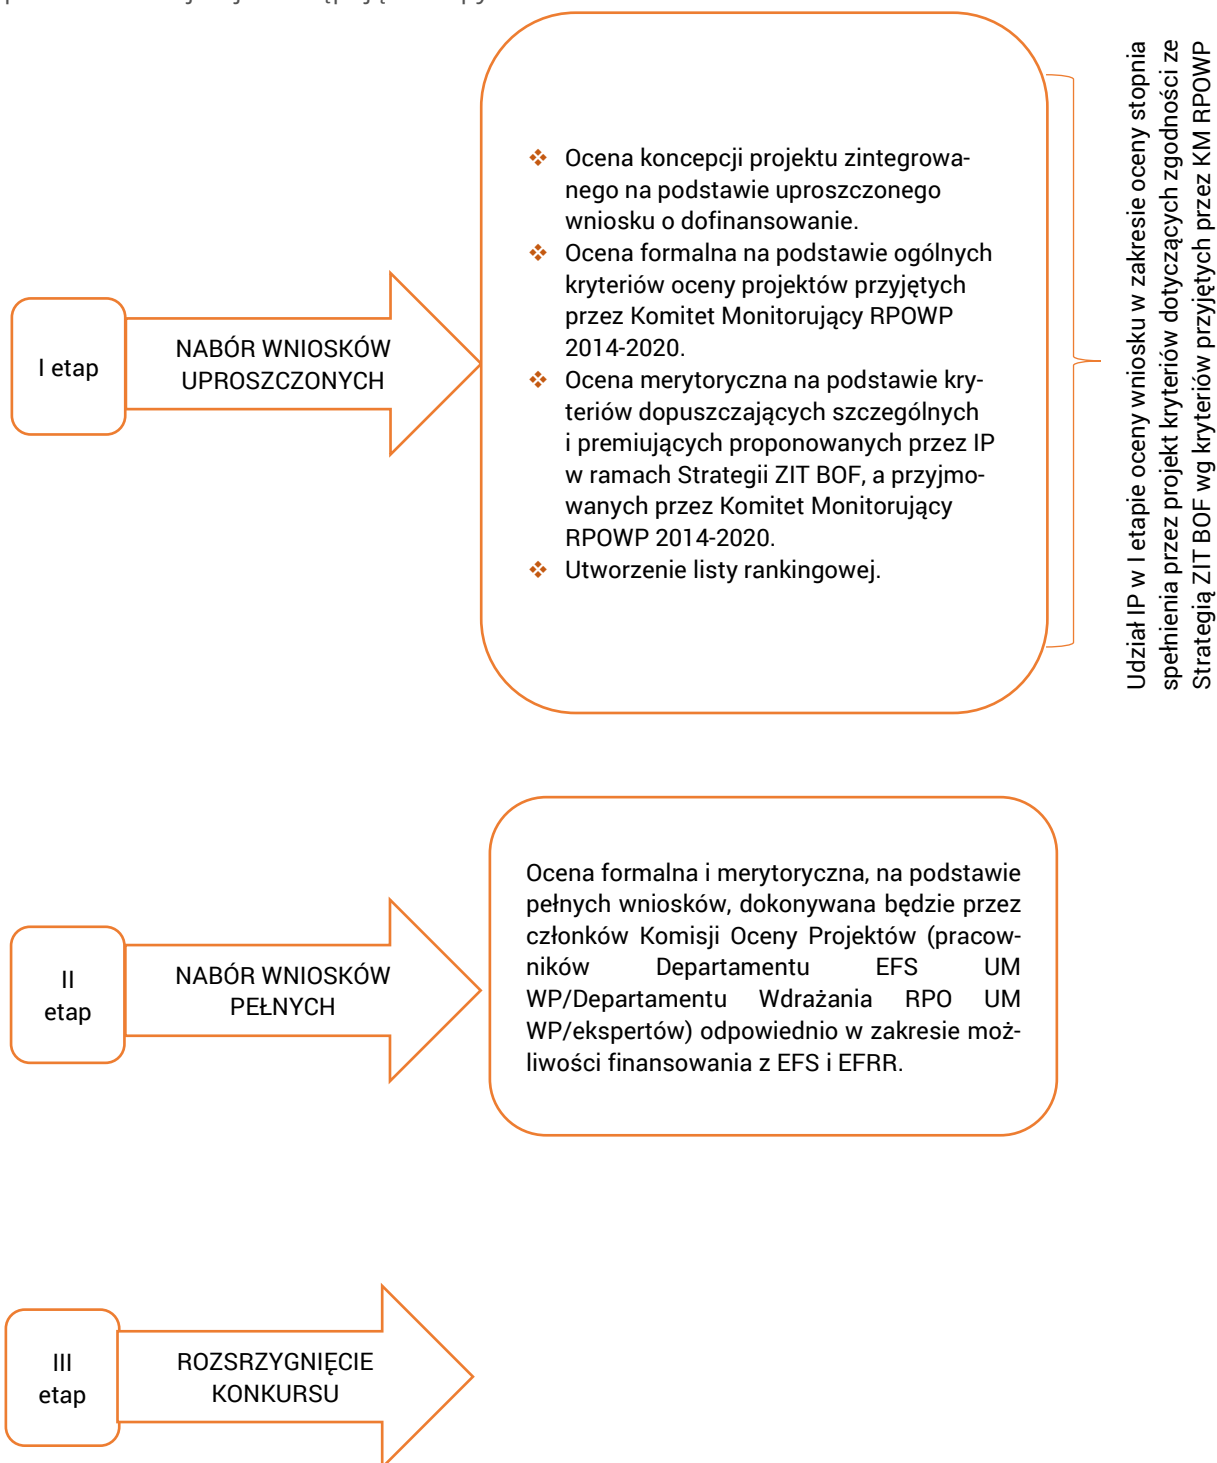 I etap
NABÓR WNIOSKÓW
UPROSZCZONYCH
❖ Ocena koncepcji projektu zintegrowa-
nego na podstawie uproszczonego
wniosku o dofinansowanie.
❖ Ocena formalna na podstawie ogólnych
kryteriów oceny projektów przyjętych
przez Komitet Monitorujący RPOWP
2014-2020.
❖ Ocena merytoryczna na podstawie kry-
teriów dopuszczających szczególnych
i premiujących proponowanych przez IP
w ramach Strategii ZIT BOF, a przyjmo-
wanych przez Komitet Monitorujący
RPOWP 2014-2020.
❖ Utworzenie listy rankingowej.
Udział IP w I etapie oceny wniosku w zakresie oceny stopnia
spełnienia przez projekt kryteriów dotyczących zgodności ze
Strategią ZIT BOF wg kryteriów przyjętych przez KM RPOWP
II
etap
NABÓR WNIOSKÓW
PEŁNYCH
Ocena formalna i merytoryczna, na podstawie
pełnych wniosków, dokonywana będzie przez
członków Komisji Oceny Projektów (pracow-
ników Departamentu EFS UM
WP/Departamentu Wdrażania RPO UM
WP/ekspertów) odpowiednio w zakresie moż-
liwości finansowania z EFS i EFRR.
III
etap
ROZSRZYGNIĘCIE
KONKURSU